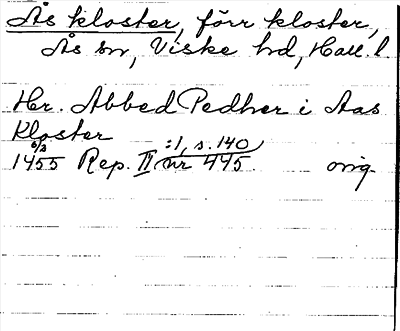 Ås kloster, förr kloster,
Ås sn, Viske hd, Hall. l
Hr. Abbed Pedher i Aas
Kloster
6/3 :1, s. 140
1455 Rep. II nr 445. orig.